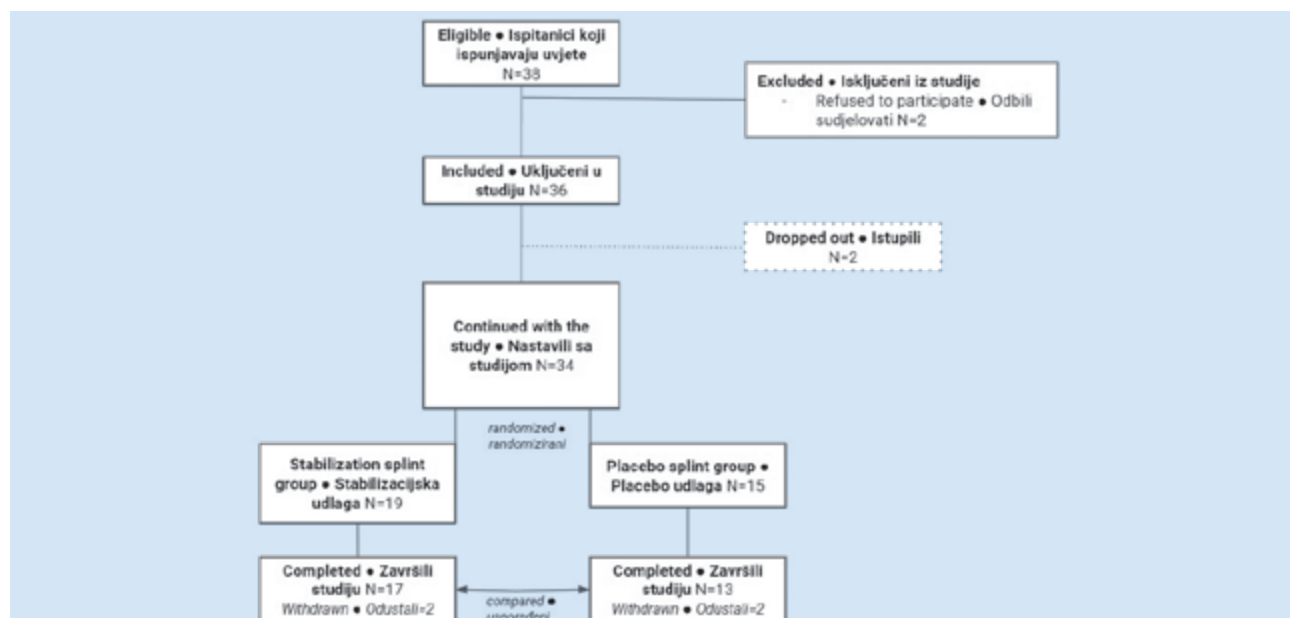 Eligible ● Ispitanici koji
ispunjavaju uvjete
N=38
Excluded ● Isključeni iz studije
- Refused to participate ● Odbili
sudjelovati N=2
Included ● Uključeni u
studiju N=36
Dropped out ● Istupili
N=2
Continued with the
study ● Nastavili sa
studijom N=34
randomized ●
randomizirani
Stabilization splint
group ● Stabilizacijska
udlaga N=19
Placebo splint group ●
Placebo udlaga N=15
Completed ● Završili
studiju N=17
Withdrawn ● Odustali=2
compared ●
Completed ● Završili
studiju N=13
Withdrawn ● Odustali=2